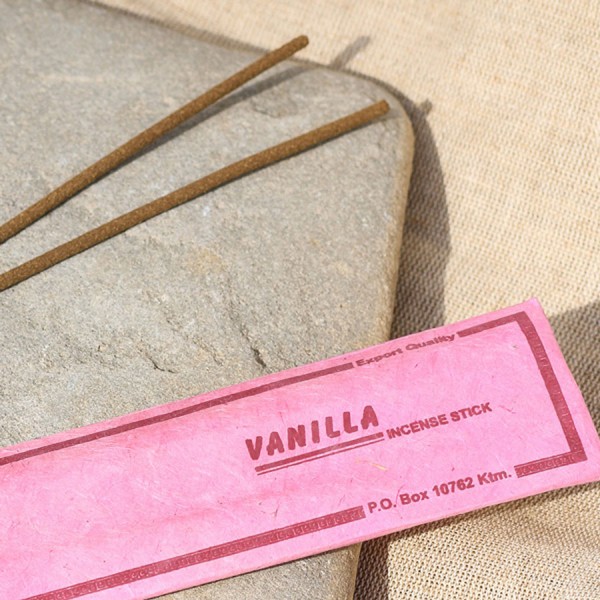 Export Quality
VANILLA INCENSE STICK
P.O. Box 10762 Ktm.